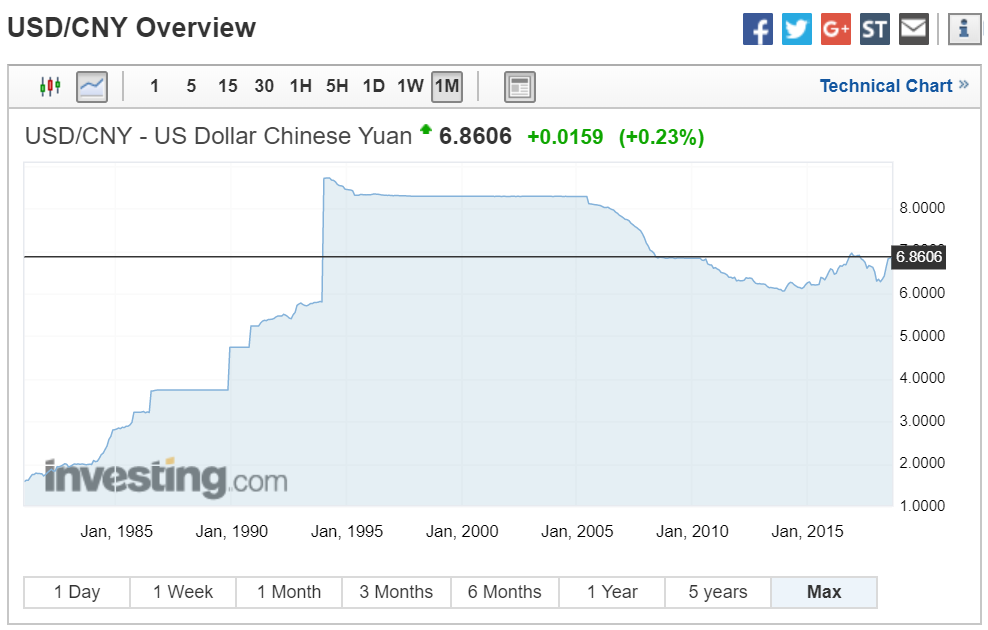 USD/CNY Overview
f G+ ST i
1 5 15 30 1H 5H 1D 1W 1M Technical Chart »
USD/CNY - US Dollar Chinese Yuan 6.8606 +0.0159 (+0.23%)
8.0000
6.8606
6.0000
5.0000
4.0000
3.0000
2.0000
1.0000
investing.com
Jan, 1985 Jan, 1990 Jan, 1995 Jan, 2000 Jan, 2005 Jan, 2010 Jan, 2015
1 Day 1 Week 1 Month 3 Months 6 Months 1 Year 5 years Max